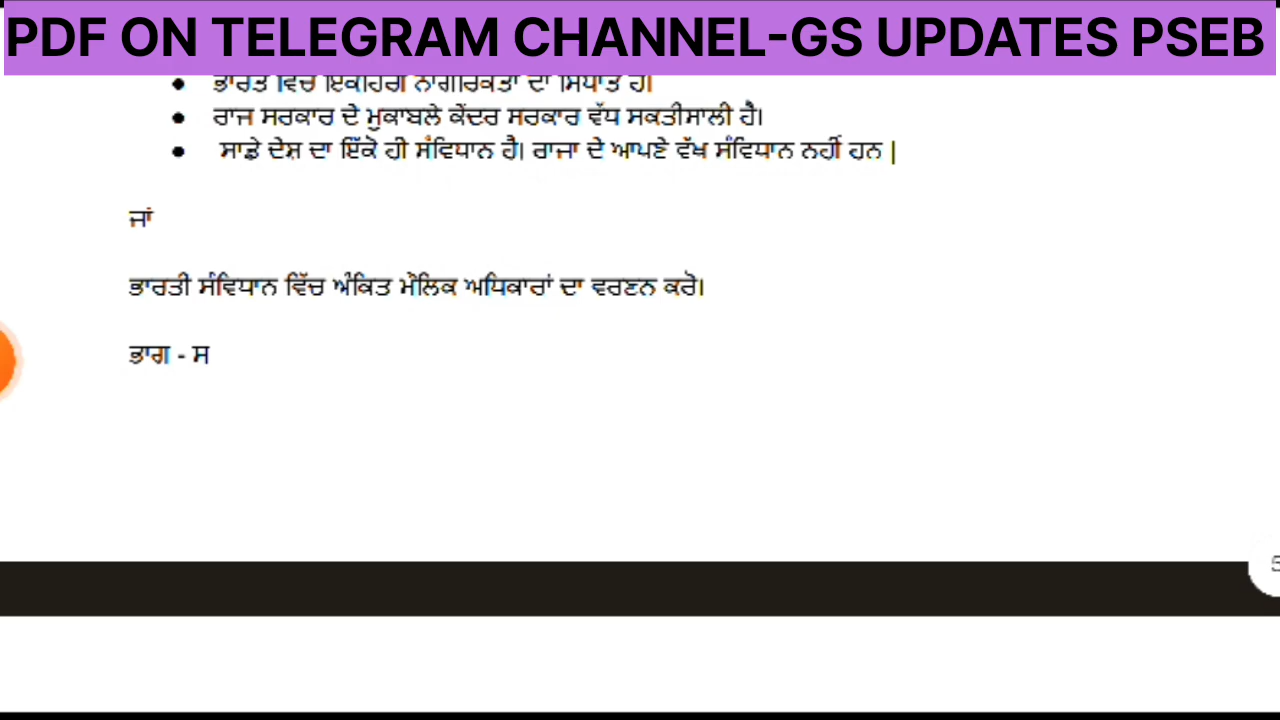 PDF ON TELEGRAM CHANNEL-GS UPDATES PSEB
ਭਾਰਤ ਵਿਚ ਇਕਹਿਰੀ ਨਾਗਰਿਕਤਾ ਦਾ ਸਿਧਾਂਤ ਹੈ।
• ਰਾਜ ਸਰਕਾਰ ਦੇ ਮੁਕਾਬਲੇ ਕੇਂਦਰ ਸਰਕਾਰ ਵੱਧ ਸਕਤੀਸਾਲੀ ਹੈ।
• ਸਾਡੇ ਦੇਸ਼ ਦਾ ਇੱਕੋ ਹੀ ਸੰਵਿਧਾਨ ਹੈ। ਰਾਜਾ ਦੇ ਆਪਣੇ ਵੱਖ ਸੰਵਿਧਾਨ ਨਹੀਂ ਹਨ |
ਜਾਂ
ਭਾਰਤੀ ਸੰਵਿਧਾਨ ਵਿੱਚ ਅੰਕਿਤ ਮੌਲਿਕ ਅਧਿਕਾਰਾਂ ਦਾ ਵਰਣਨ ਕਰੋ।
ਭਾਗ - ਸ